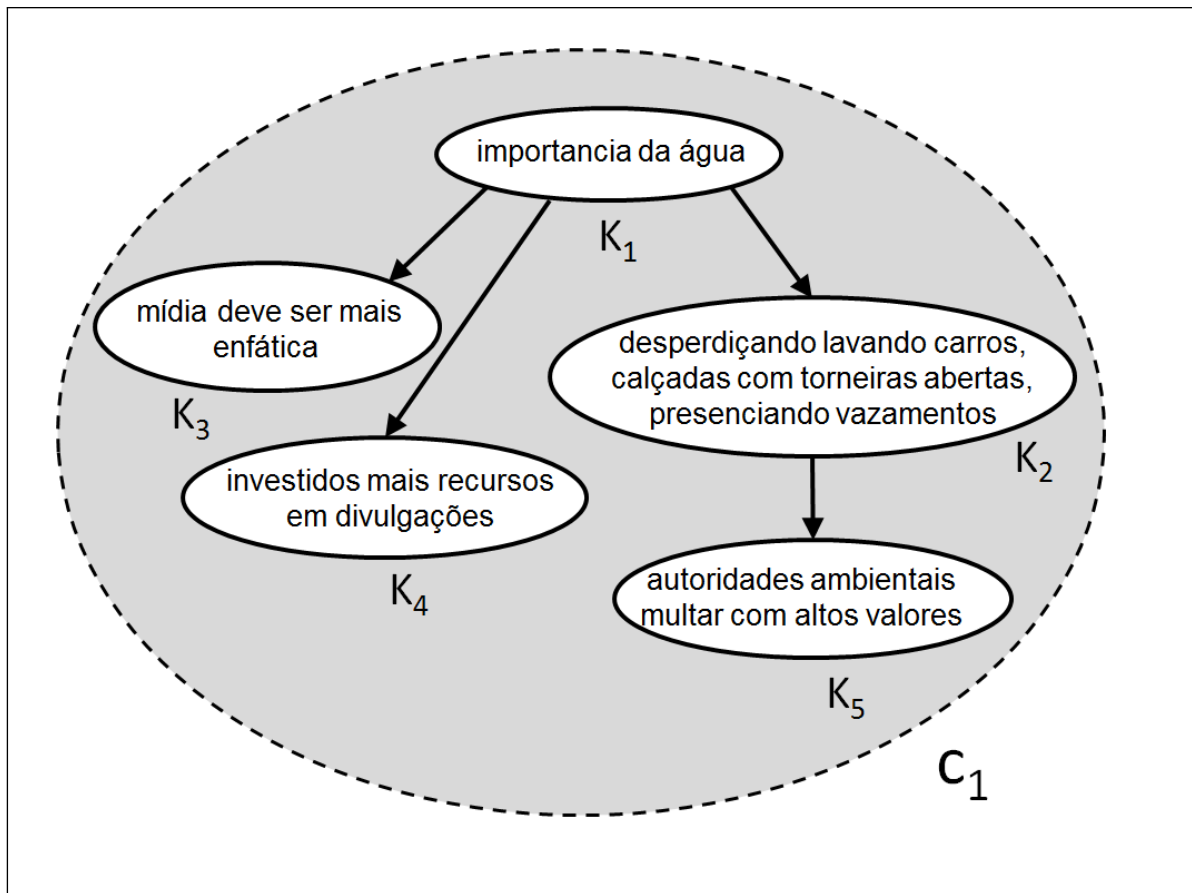 importancia da água
K₁
mídia deve ser mais
enfática
K₃
desperdiçando lavando carros,
calçadas com torneiras abertas,
presenciando vazamentos
K₂
investidos mais recursos
em divulgações
K₄
autoridades ambientais
multar com altos valores
K₅
c₁